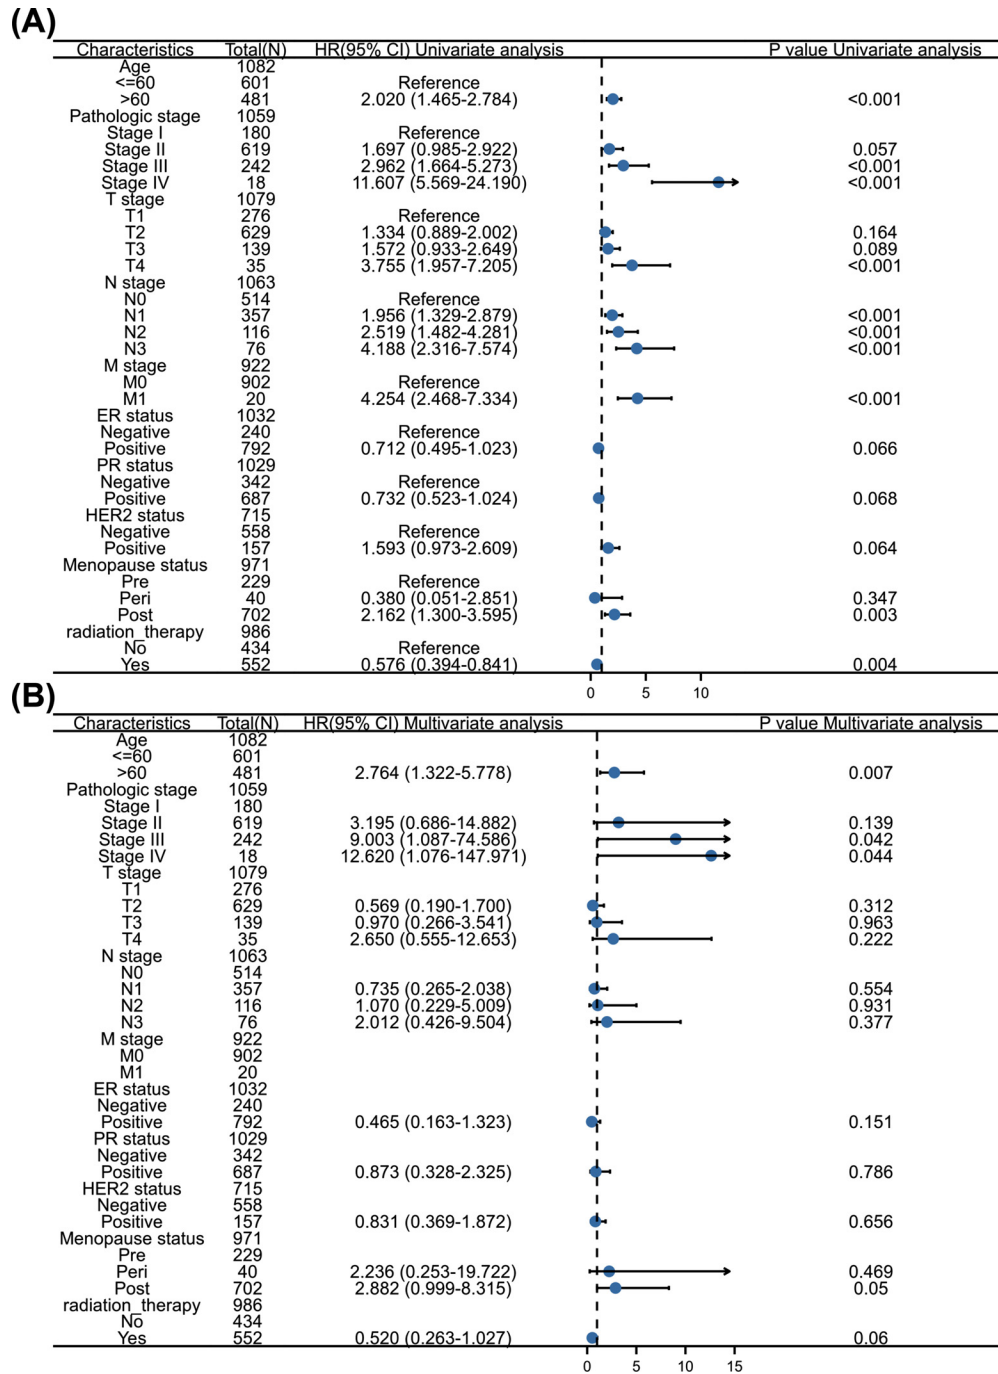 (A)
Characteristics Total(N) HR(95% CI) Univariate analysis P value Univariate analysis
Age 1082
<=60 601 Reference
>60 481 2.020 (1.465-2.784) <0.001
Pathologic stage 1059
Stage I 180 Reference
Stage II 619 1.697 (0.985-2.922) 0.057
Stage III 242 2.962 (1.664-5.273) <0.001
Stage IV 18 11.607 (5.569-24.190) <0.001
T stage 1079
T1 276 Reference
T2 629 1.334 (0.889-2.002) 0.164
T3 139 1.572 (0.933-2.649) 0.089
T4 35 3.755 (1.957-7.205) <0.001
N stage 1063
N0 514 Reference
N1 357 1.956 (1.329-2.879) <0.001
N2 116 2.519 (1.482-4.281) <0.001
N3 76 4.188 (2.316-7.574) <0.001
M stage 922
M0 902 Reference
M1 20 4.254 (2.468-7.334) <0.001
ER status 1032
Negative 240 Reference
Positive 792 0.712 (0.495-1.023) 0.066
PR status 1029
Negative 342 Reference
Positive 687 0.732 (0.523-1.024) 0.068
HER2 status 715
Negative 558 Reference
Positive 157 1.593 (0.973-2.609) 0.064
Menopause status 971
Pre 229 Reference
Peri 40 0.380 (0.051-2.851) 0.347
Post 702 2.162 (1.300-3.595) 0.003
radiation_therapy 986
No 434 Reference
Yes 552 0.576 (0.394-0.841) 0.004
0 5 10
(B)
Characteristics Total(N) HR(95% CI) Multivariate analysis P value Multivariate analysis
Age 1082
<=60 601
>60 481 2.764 (1.322-5.778) 0.007
Pathologic stage 1059
Stage I 180
Stage II 619 3.195 (0.686-14.882) 0.139
Stage III 242 9.003 (1.087-74.586) 0.042
Stage IV 18 12.620 (1.076-147.971) 0.044
T stage 1079
T1 276
T2 629 0.569 (0.190-1.700) 0.312
T3 139 0.970 (0.266-3.541) 0.963
T4 35 2.650 (0.555-12.653) 0.222
N stage 1063
N0 514
N1 357 0.735 (0.265-2.038) 0.554
N2 116 1.070 (0.229-5.009) 0.931
N3 76 2.012 (0.426-9.504) 0.377
M stage 922
M0 902
M1 20
ER status 1032
Negative 240
Positive 792 0.465 (0.163-1.323) 0.151
PR status 1029
Negative 342
Positive 687 0.873 (0.328-2.325) 0.786
HER2 status 715
Negative 558
Positive 157 0.831 (0.369-1.872) 0.656
Menopause status 971
Pre 229
Peri 40 2.236 (0.253-19.722) 0.469
Post 702 2.882 (0.999-8.315) 0.05
radiation_therapy 986
No 434
Yes 552 0.520 (0.263-1.027) 0.06
0 5 10 15